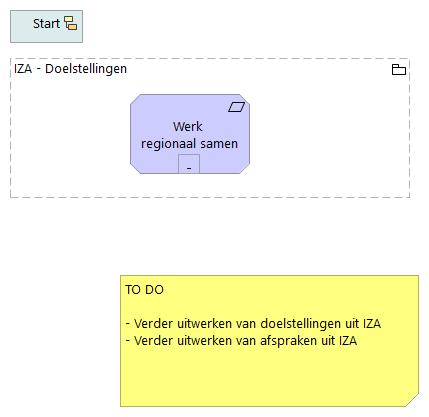 Start
IZA - Doelstellingen
Werk
regionaal samen
-
TO DO
- Verder uitwerken van doelstellingen uit IZA
- Verder uitwerken van afspraken uit IZA